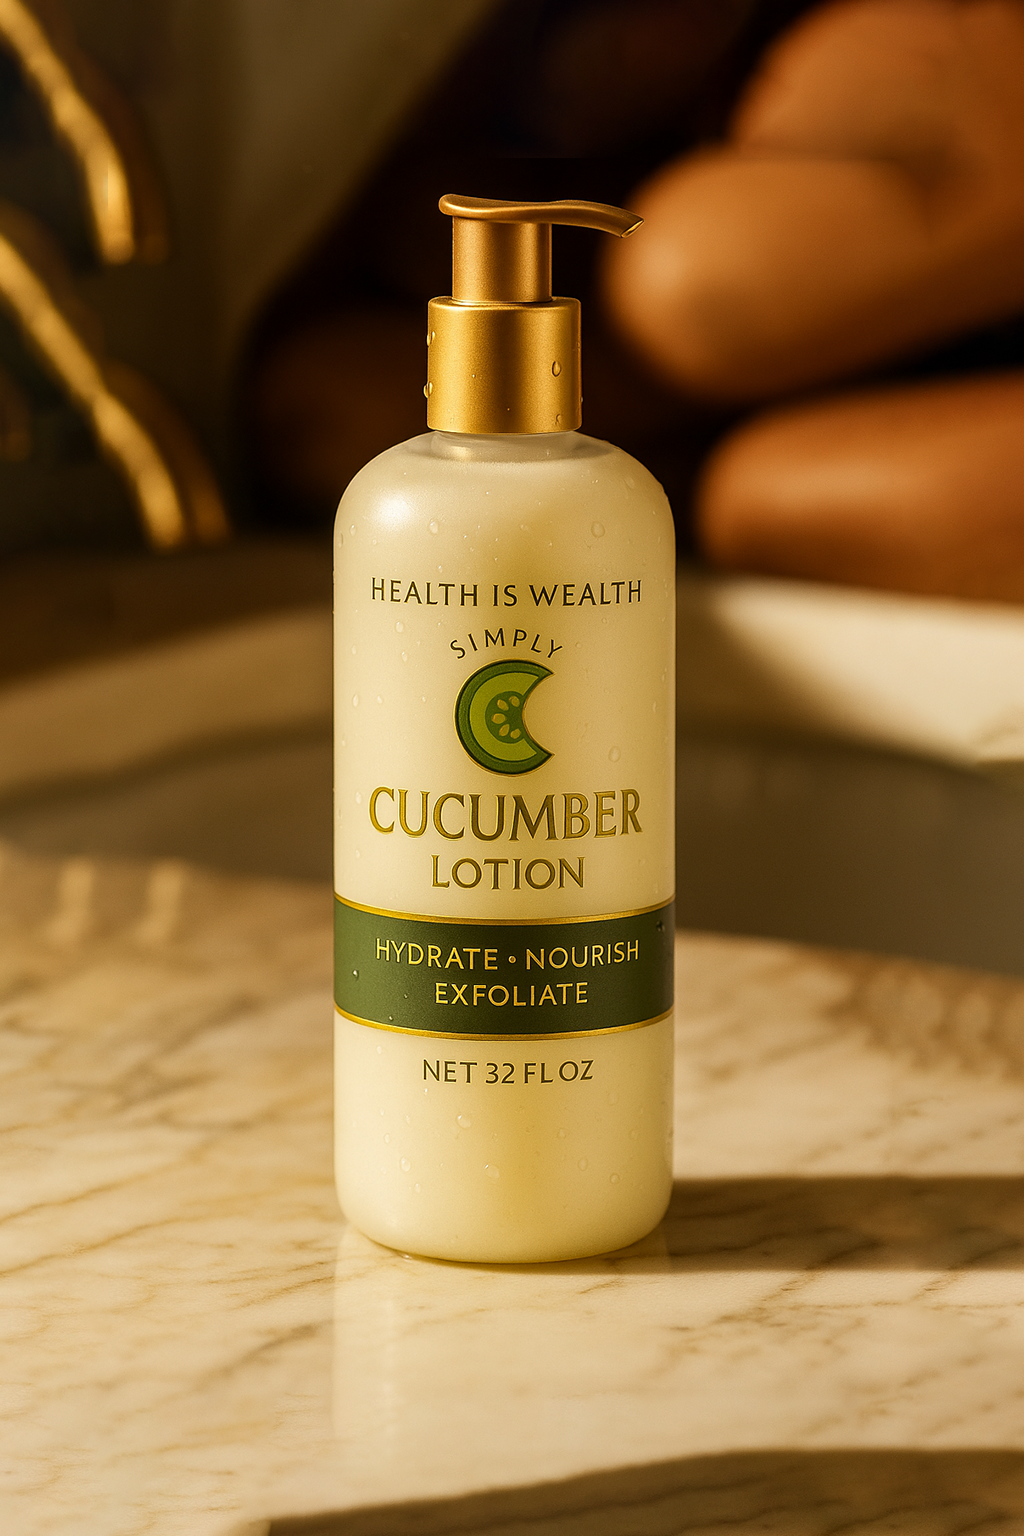 HEALTH IS WEALTH
SIMPLY
CUCUMBER
LOTION
HYDRATE • NOURISH
EXFOLIATE
NET 32 FL OZ